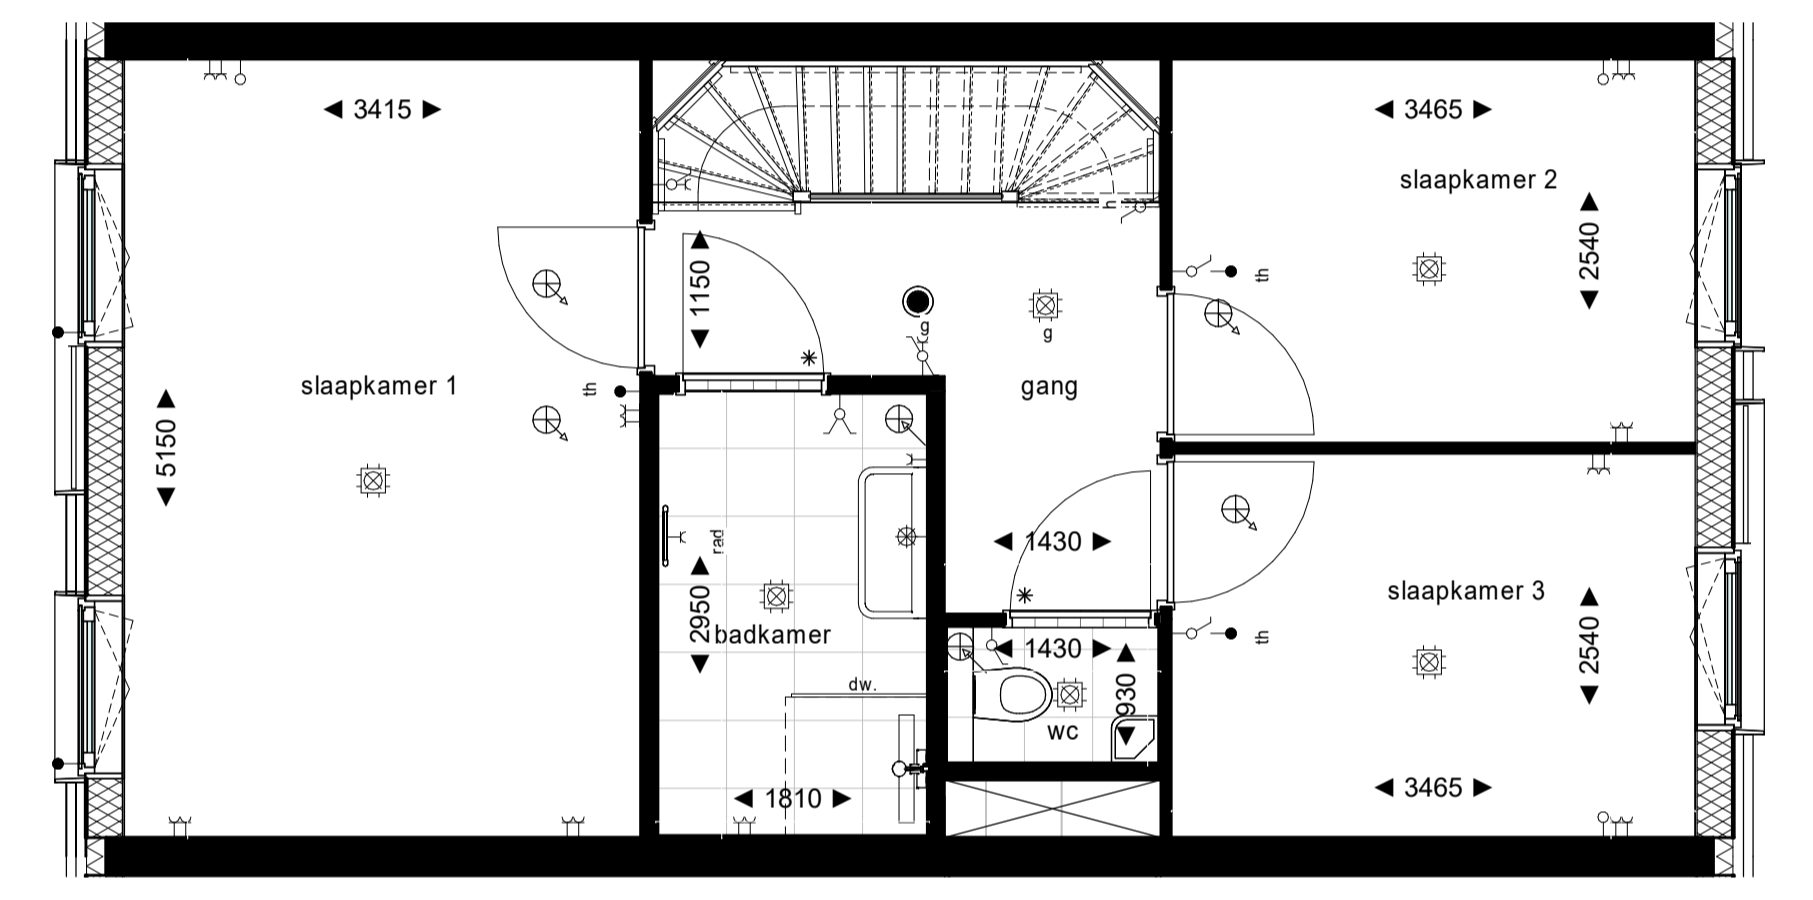 3415
3465
slaapkamer 2
2540
h
1150
th
g
g
slaapkamer 1
th
gang
5150
rad
1430
2950
badkamer
slaapkamer 3
2540
th
1430
930
dw.
wc
1810
3465